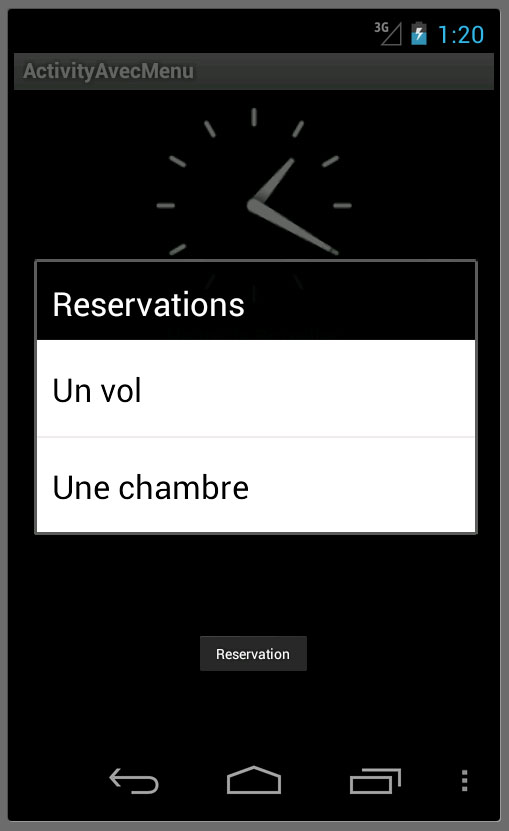 3G 1:20
ActivityAvecMenu
Reservations
Un vol
Une chambre
Reservation